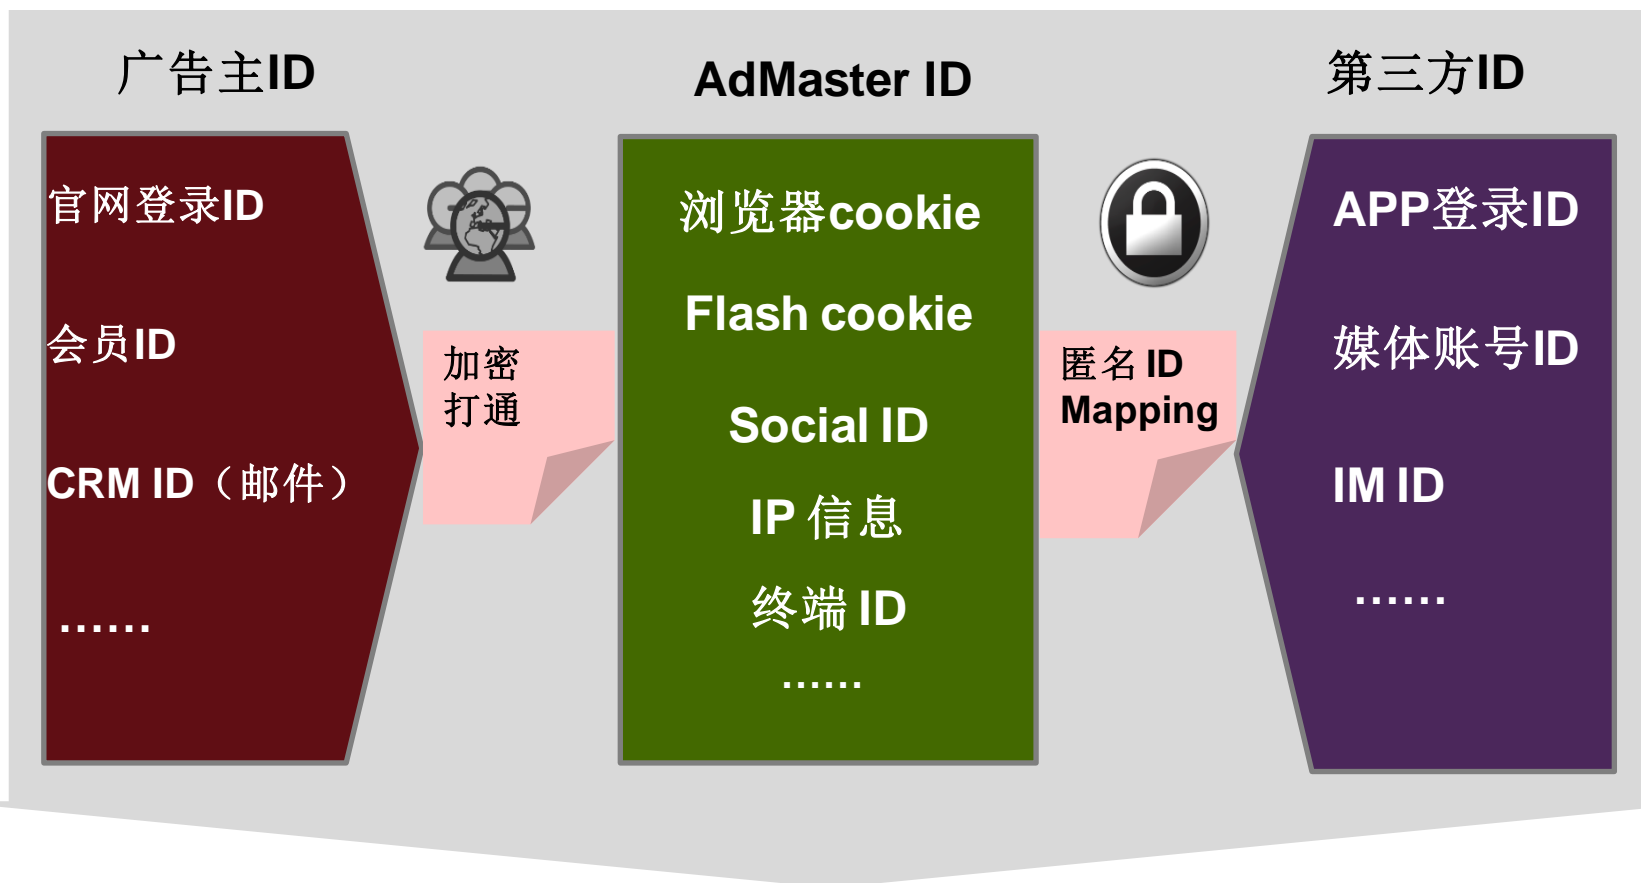 广告主ID
官网登录ID
会员ID
CRM ID（邮件）
……
加密
打通
AdMaster ID
浏览器cookie
Flash cookie
Social ID
IP 信息
终端 ID
……
匿名 ID
Mapping
第三方ID
APP登录ID
媒体账号ID
IM ID
……